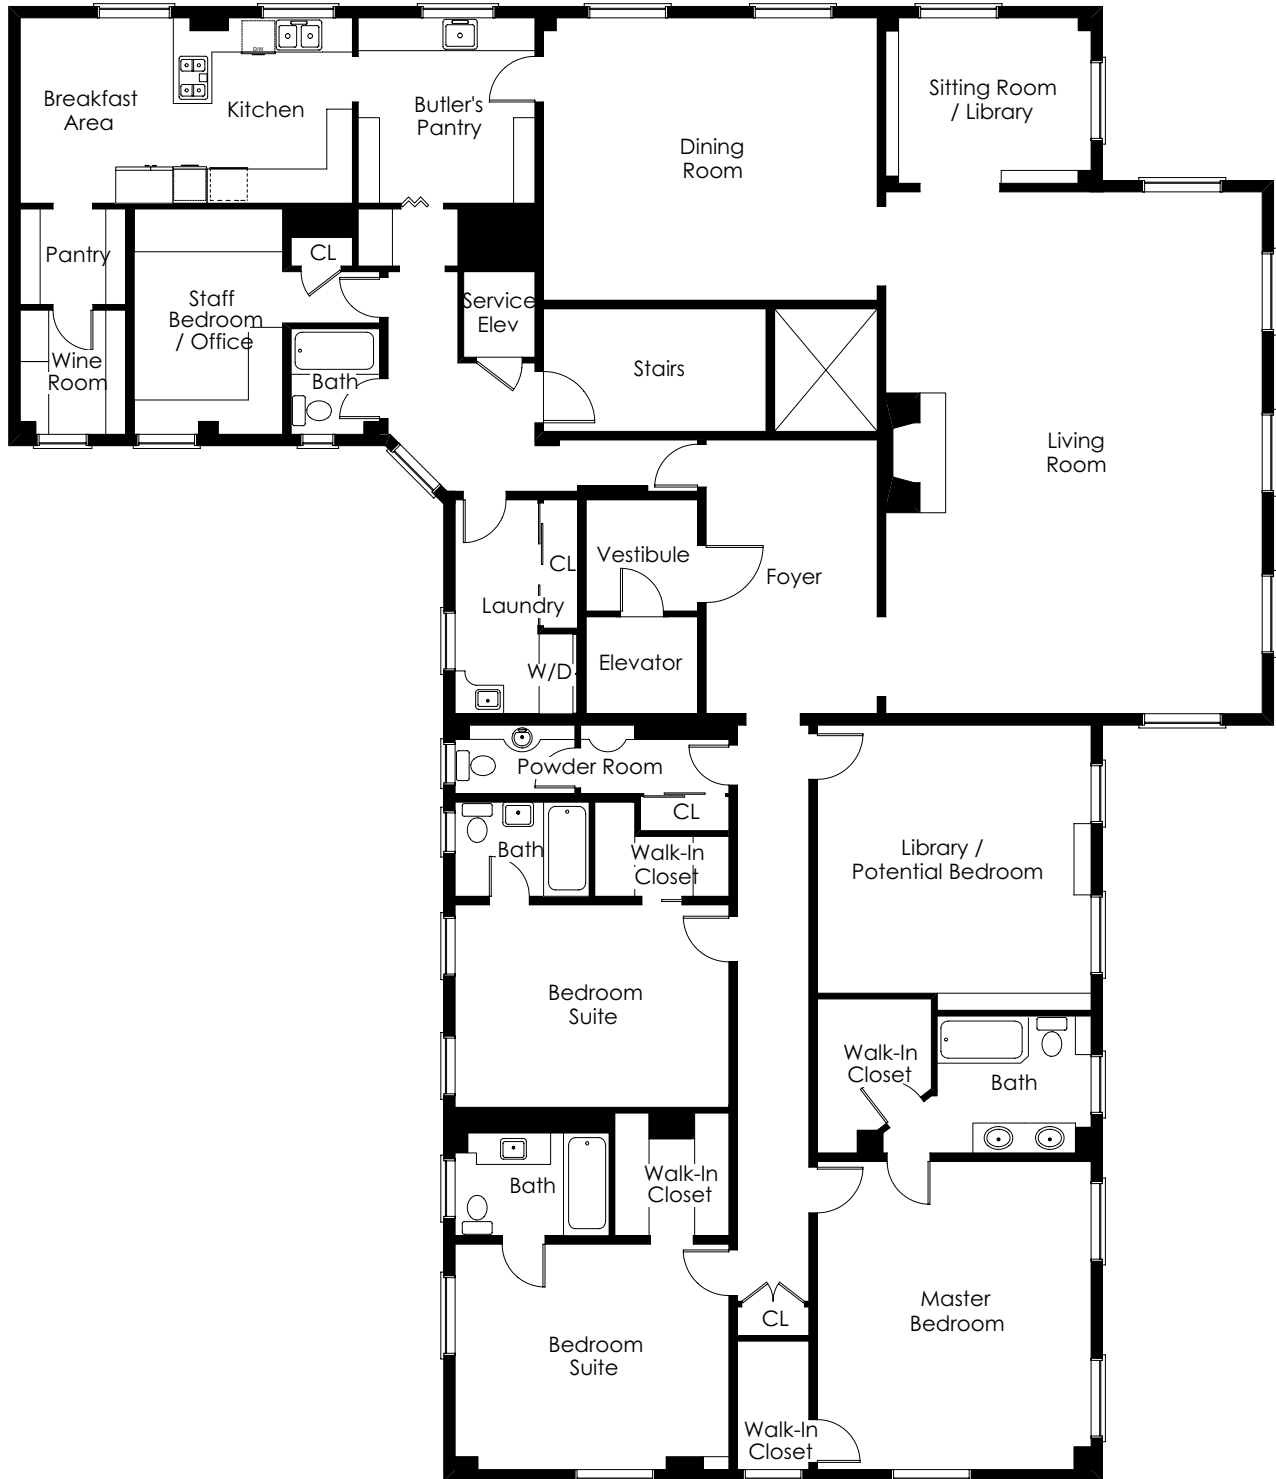 Breakfast
Area
Kitchen
DW
Butler's
Pantry
Dining
Room
Sitting Room
/ Library
Pantry
CL
Staff
Bedroom
/ Office
Service
Elev
Wine
Room
Bath
Stairs
Living
Room
Vestibule
CL
Foyer
Laundry
Elevator
W/D
Powder Room
CL
Bath
Walk-In
Closet
Library /
Potential Bedroom
Bedroom
Suite
Walk-In
Closet
Bath
Bath
Walk-In
Closet
Master
Bedroom
CL
Bedroom
Suite
Walk-In
Closet